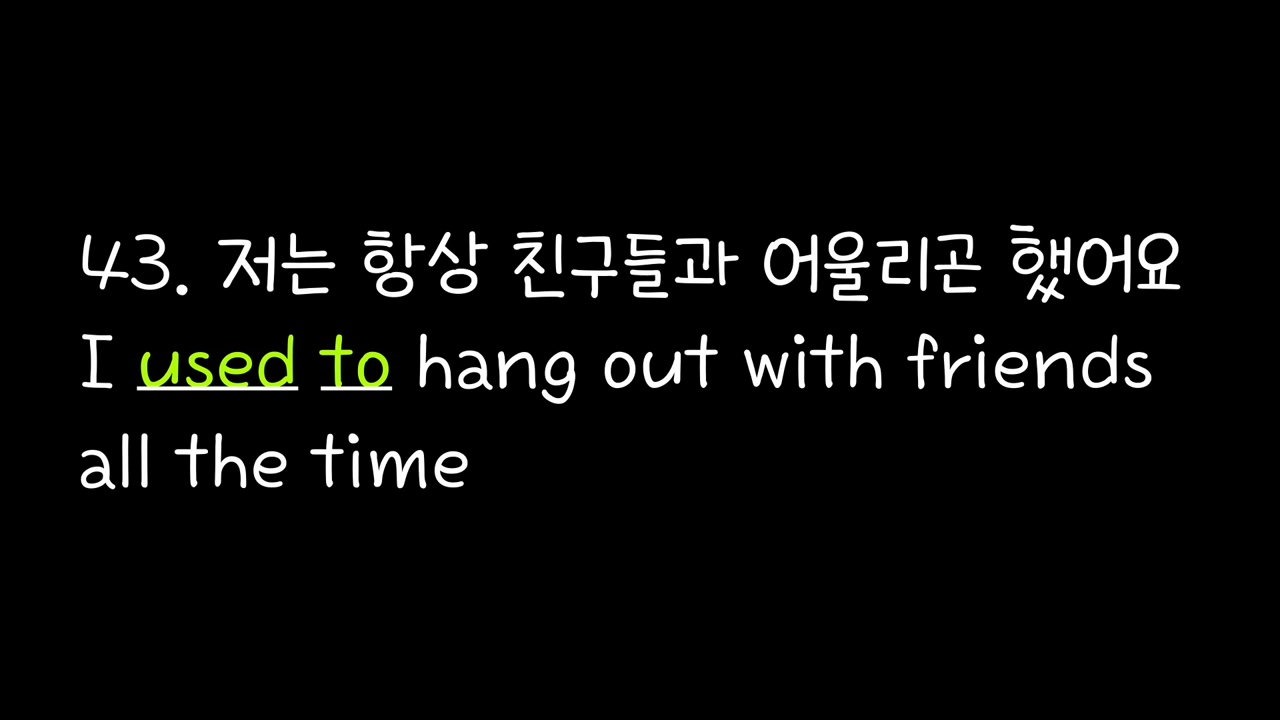 43. 저는 항상 친구들과 어울리곤 했어요
I used to hang out with friends
all the time